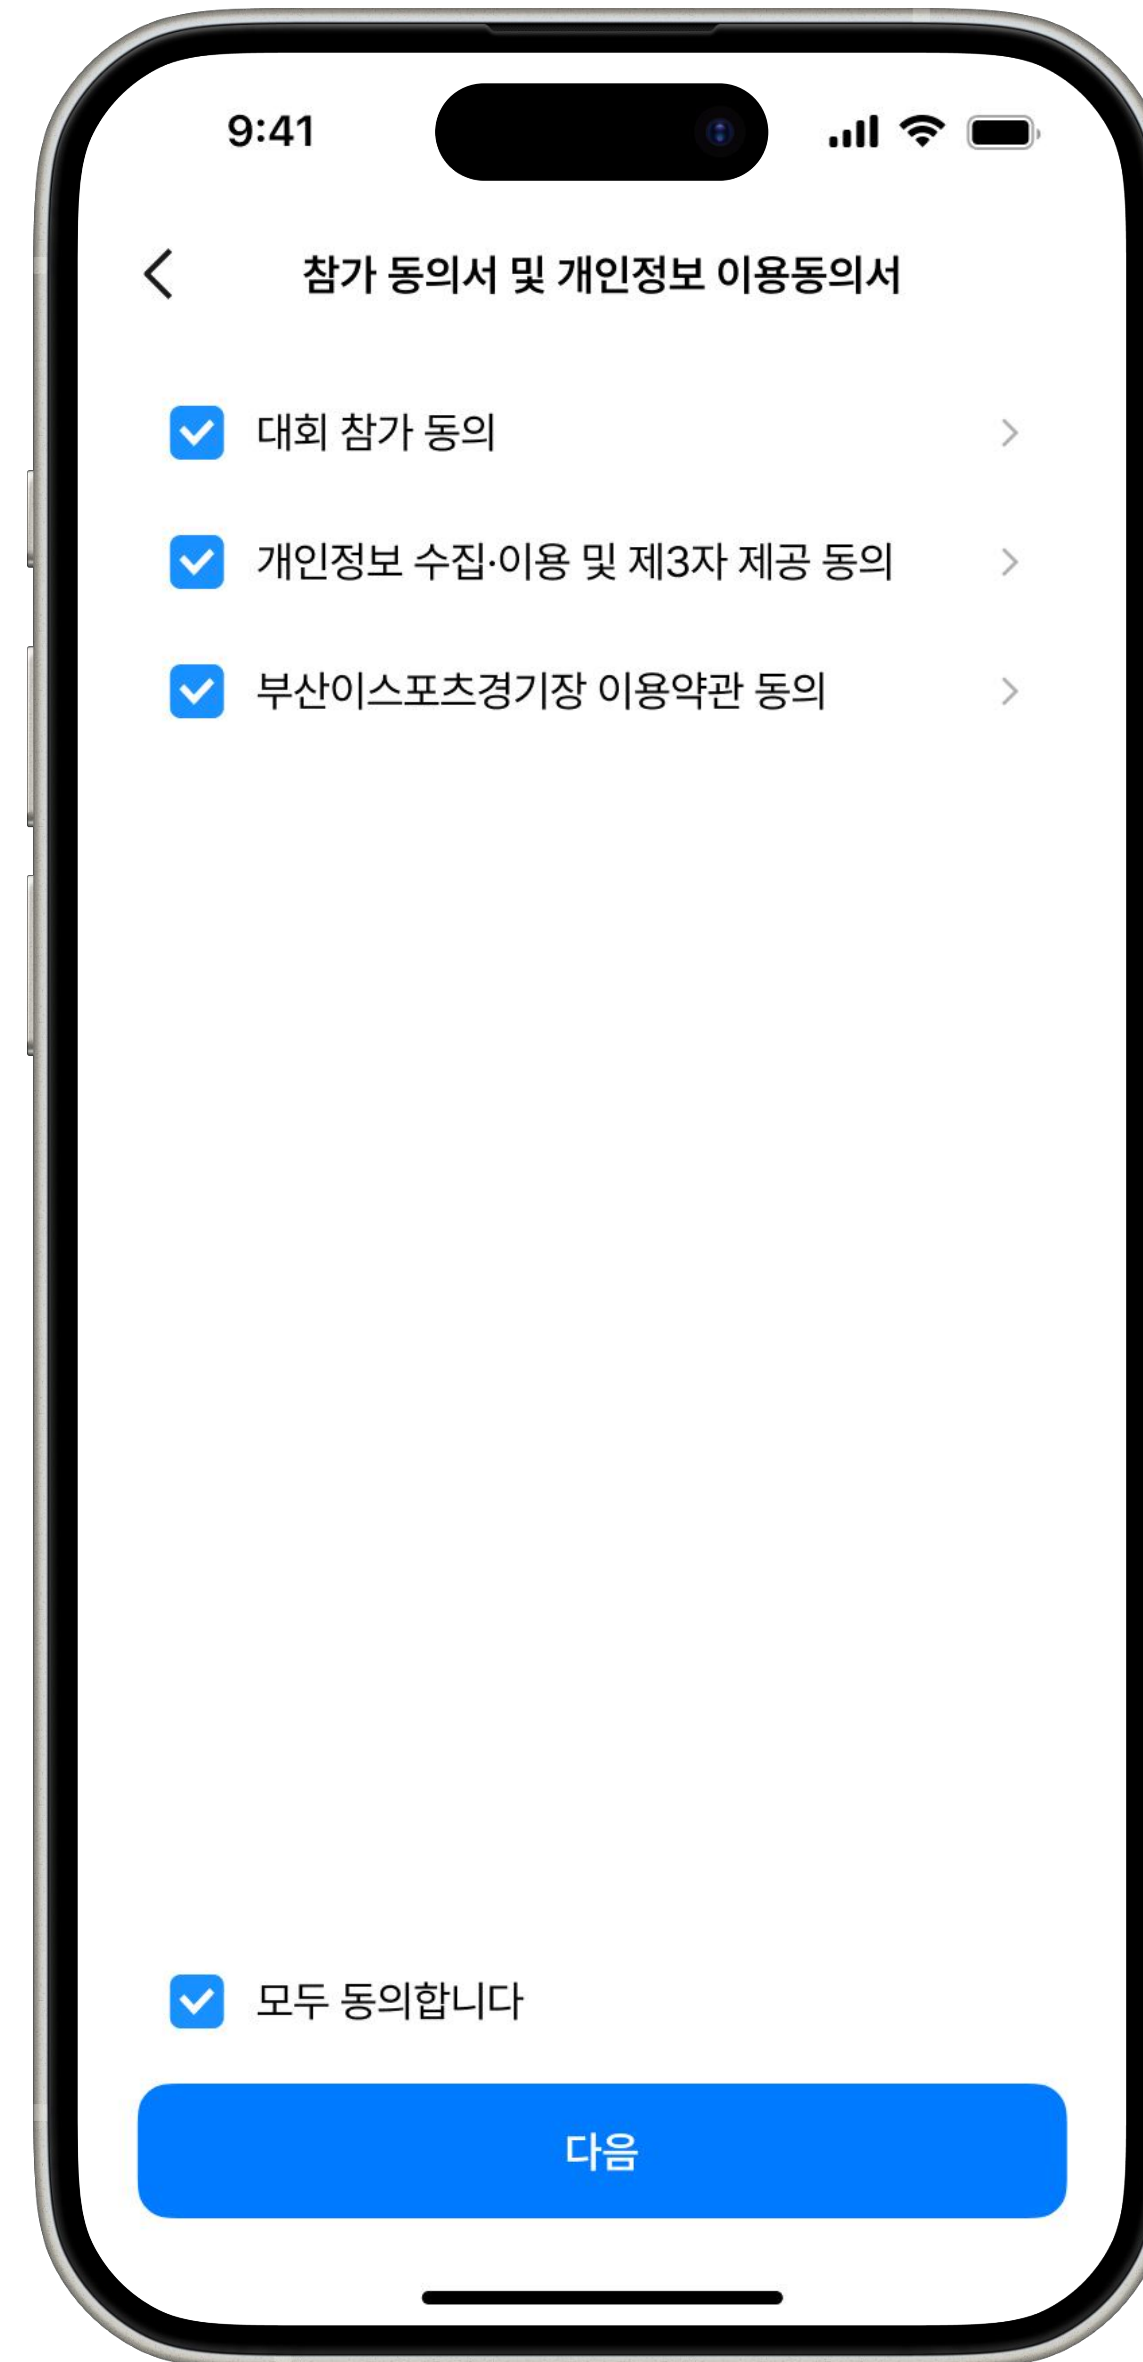 9:41
참가 동의서 및 개인정보 이용동의서
대회 참가 동의
개인정보 수집·이용 및 제3자 제공 동의
부산이스포츠경기장 이용약관 동의
모두 동의합니다
다음